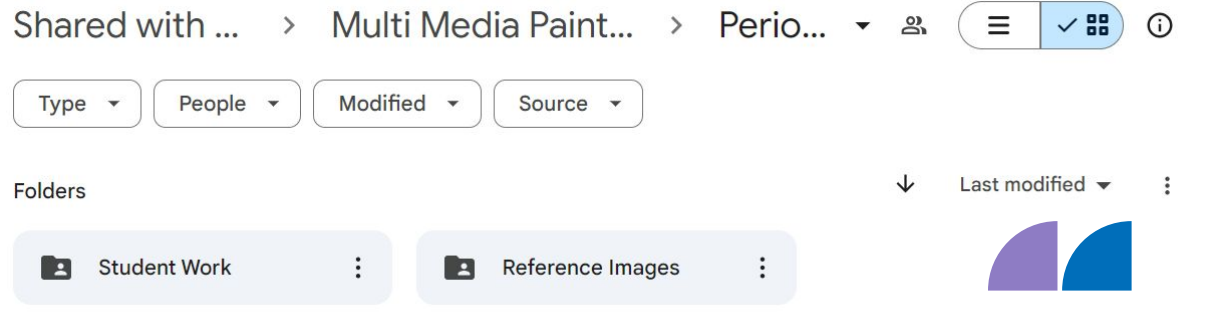 Shared with ... > Multi Media Paint... > Perio...
Type People Modified Source
Folders Last modified
Student Work Reference Images